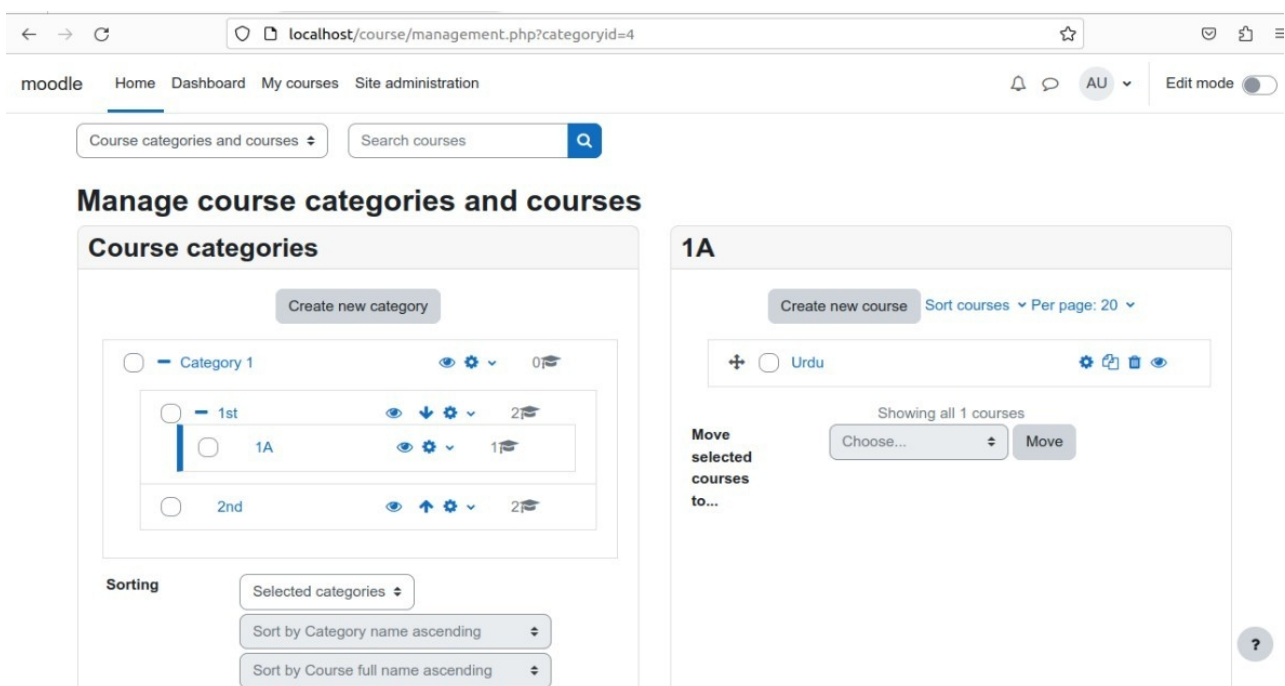 localhost/course/management.php?categoryid=4
moodle Home Dashboard My courses Site administration AU Edit mode
Course categories and courses Search courses
Manage course categories and courses
Course categories
Create new category
Category 1 0
1st 2
1A 1
2nd 2
Sorting Selected categories
Sort by Category name ascending
Sort by Course full name ascending
1A
Create new course Sort courses Per page: 20
Urdu
Showing all 1 courses
Move selected courses to... Choose... Move
?